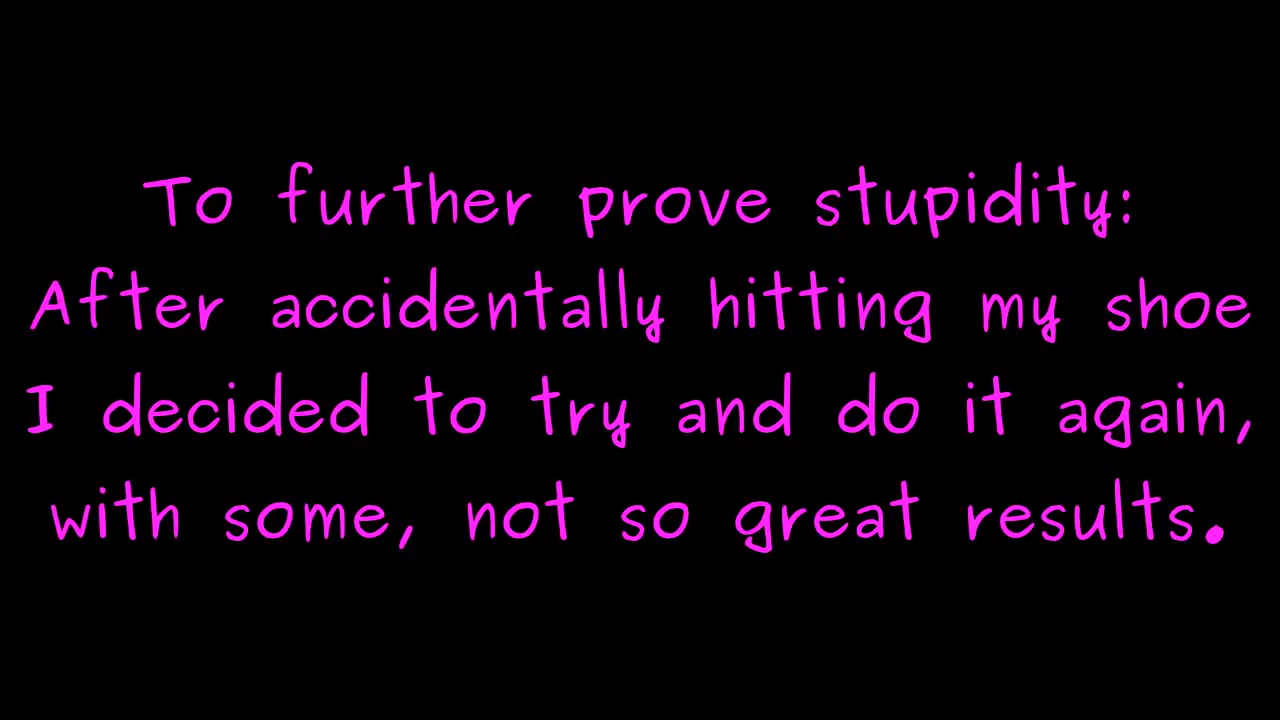 To further prove stupidity:
After accidentally hitting my shoe
I decided to try and do it again,
with some, not so great results.